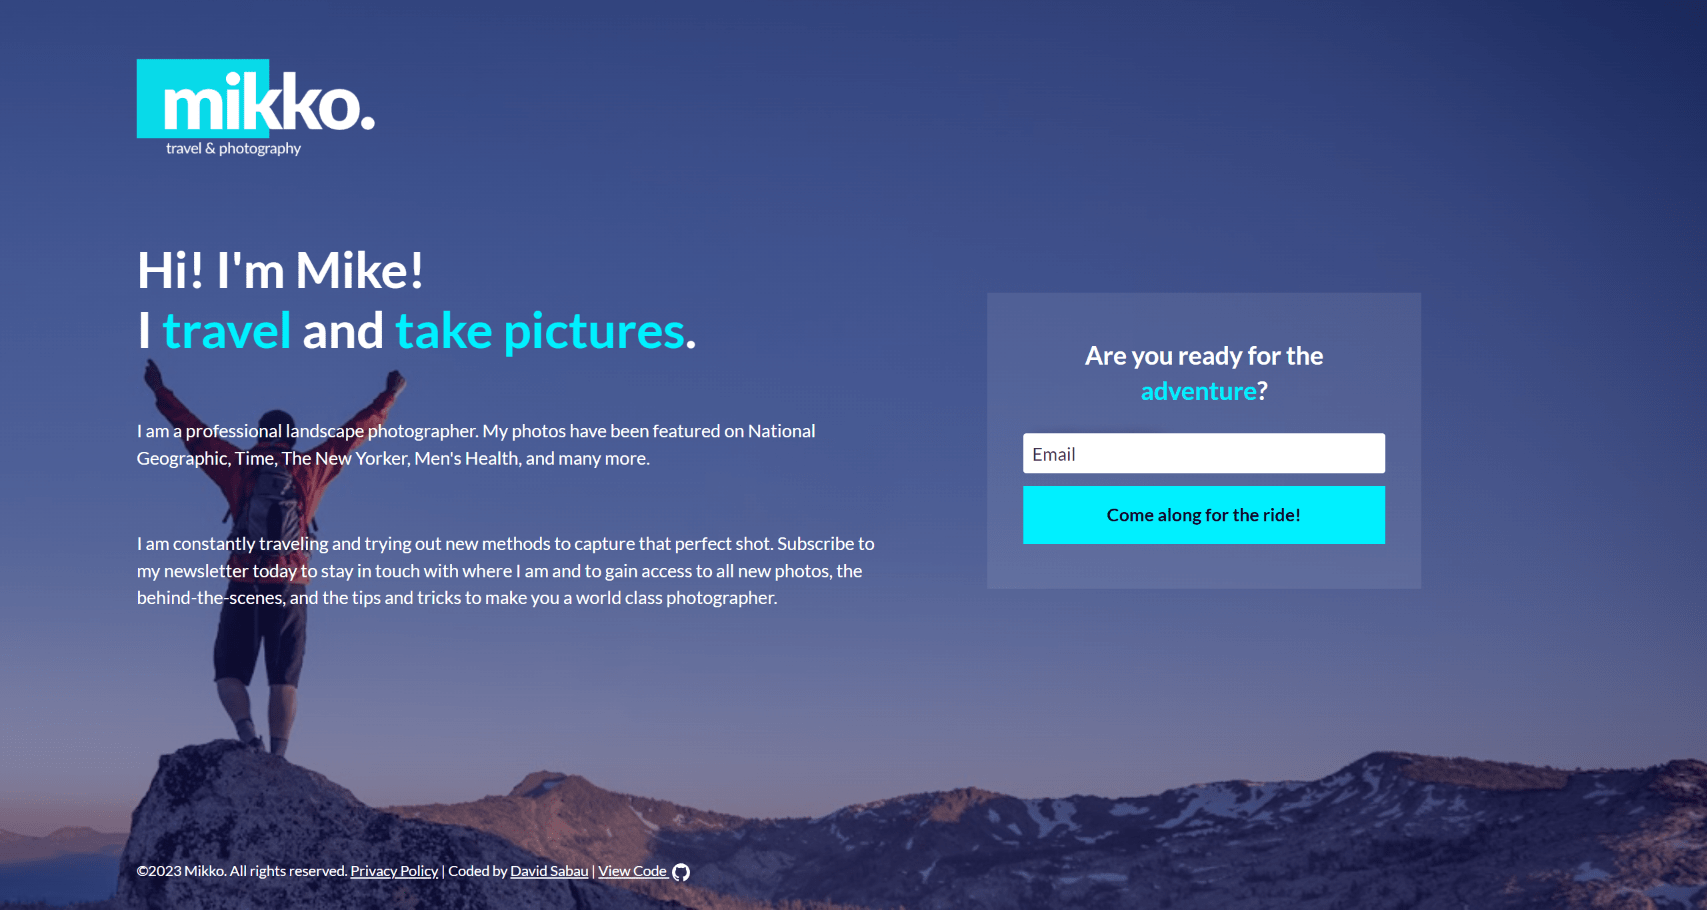 mikko.
travel & photography
Hi! I'm Mike!
I travel and take pictures.
I am a professional landscape photographer. My photos have been featured on National
Geographic, Time, The New Yorker, Men's Health, and many more.
I am constantly traveling and trying out new methods to capture that perfect shot. Subscribe to
my newsletter today to stay in touch with where I am and to gain access to all new photos, the
behind-the-scenes, and the tips and tricks to make you a world class photographer.
Are you ready for the
adventure?
Email
Come along for the ride!
©2023 Mikko. All rights reserved. Privacy Policy | Coded by David Sabau | View Code